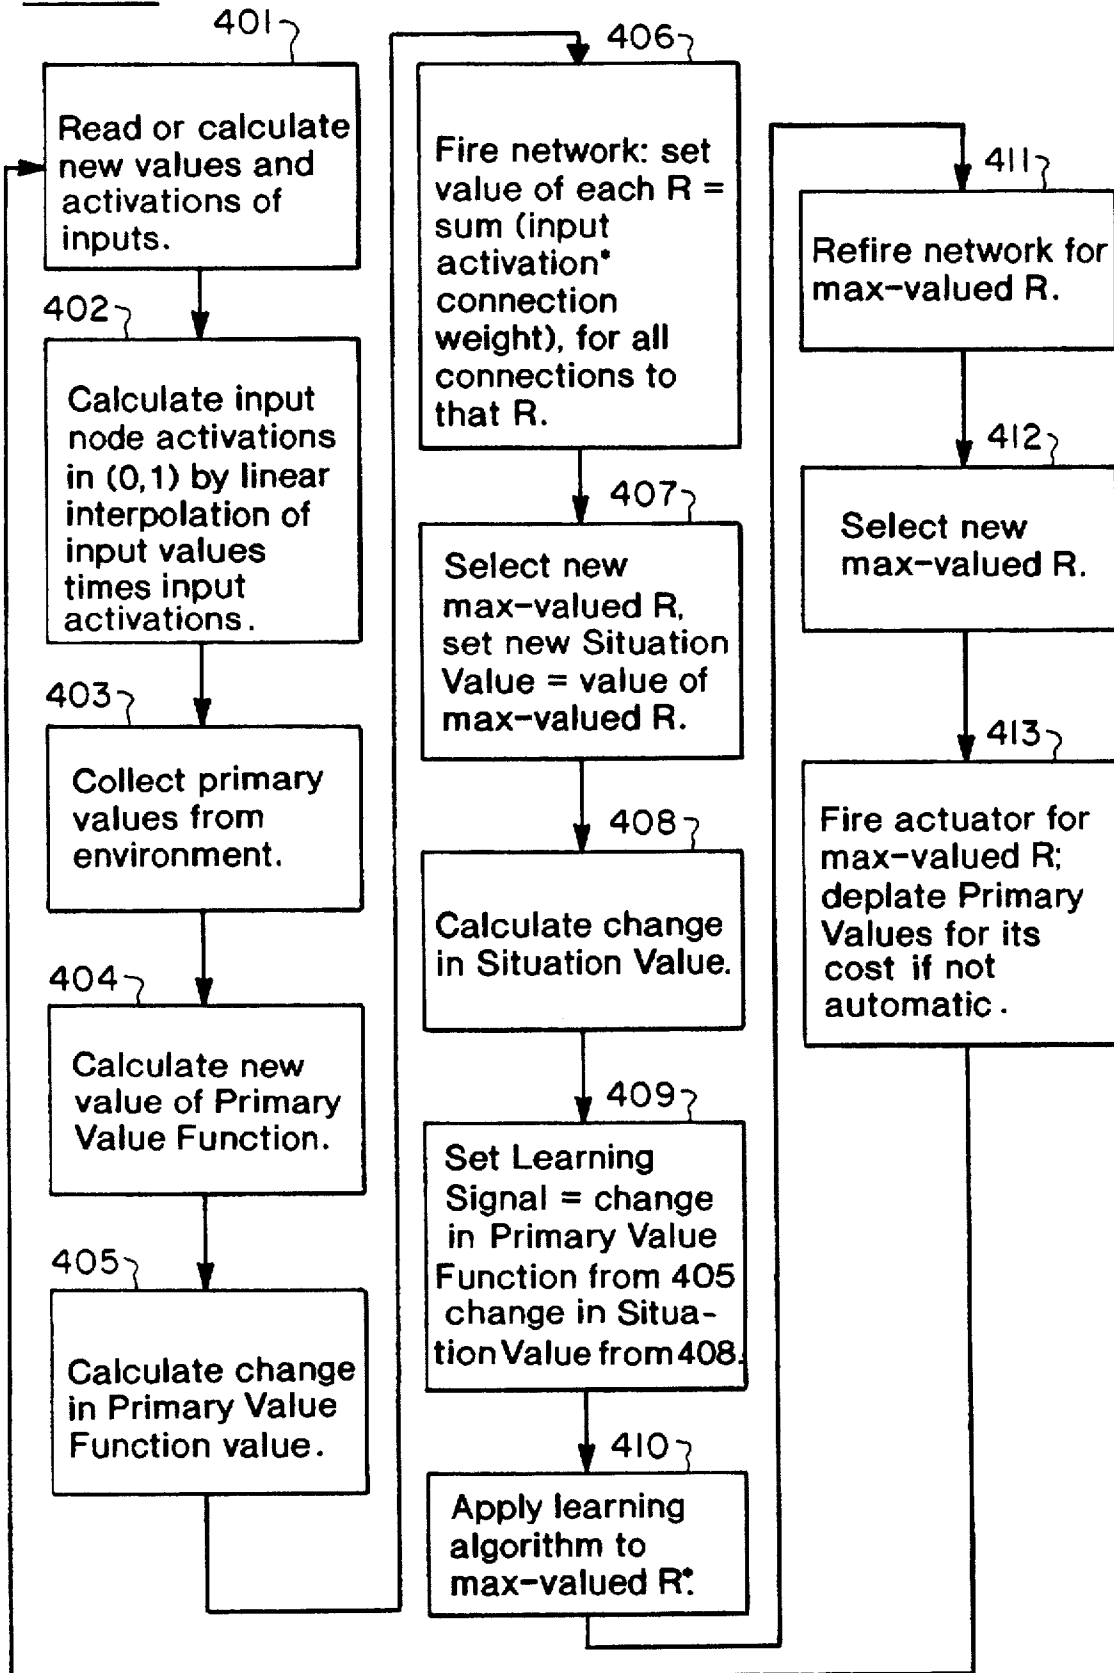 401
Read or calculate
new values and
activations of
inputs.
402
Calculate input
node activations
in (0,1) by linear
interpolation of
input values
times input
activations.
403
Collect primary
values from
environment.
404
Calculate new
value of Primary
Value Function.
405
Calculate change
in Primary Value
Function value.
406
Fire network: set
value of each R =
sum (input
activation*
connection
weight), for all
connections to
that R.
407
Select new
max-valued R,
set new Situation
Value = value of
max-valued R.
408
Calculate change
in Situation Value.
409
Set Learning
Signal = change
in Primary Value
Function from 405
change in Situa-
tion Value from 408.
410
Apply learning
algorithm to
max-valued R*.
411
Refire network for
max-valued R.
412
Select new
max-valued R.
413
Fire actuator for
max-valued R;
deplate Primary
Values for its
cost if not
automatic.